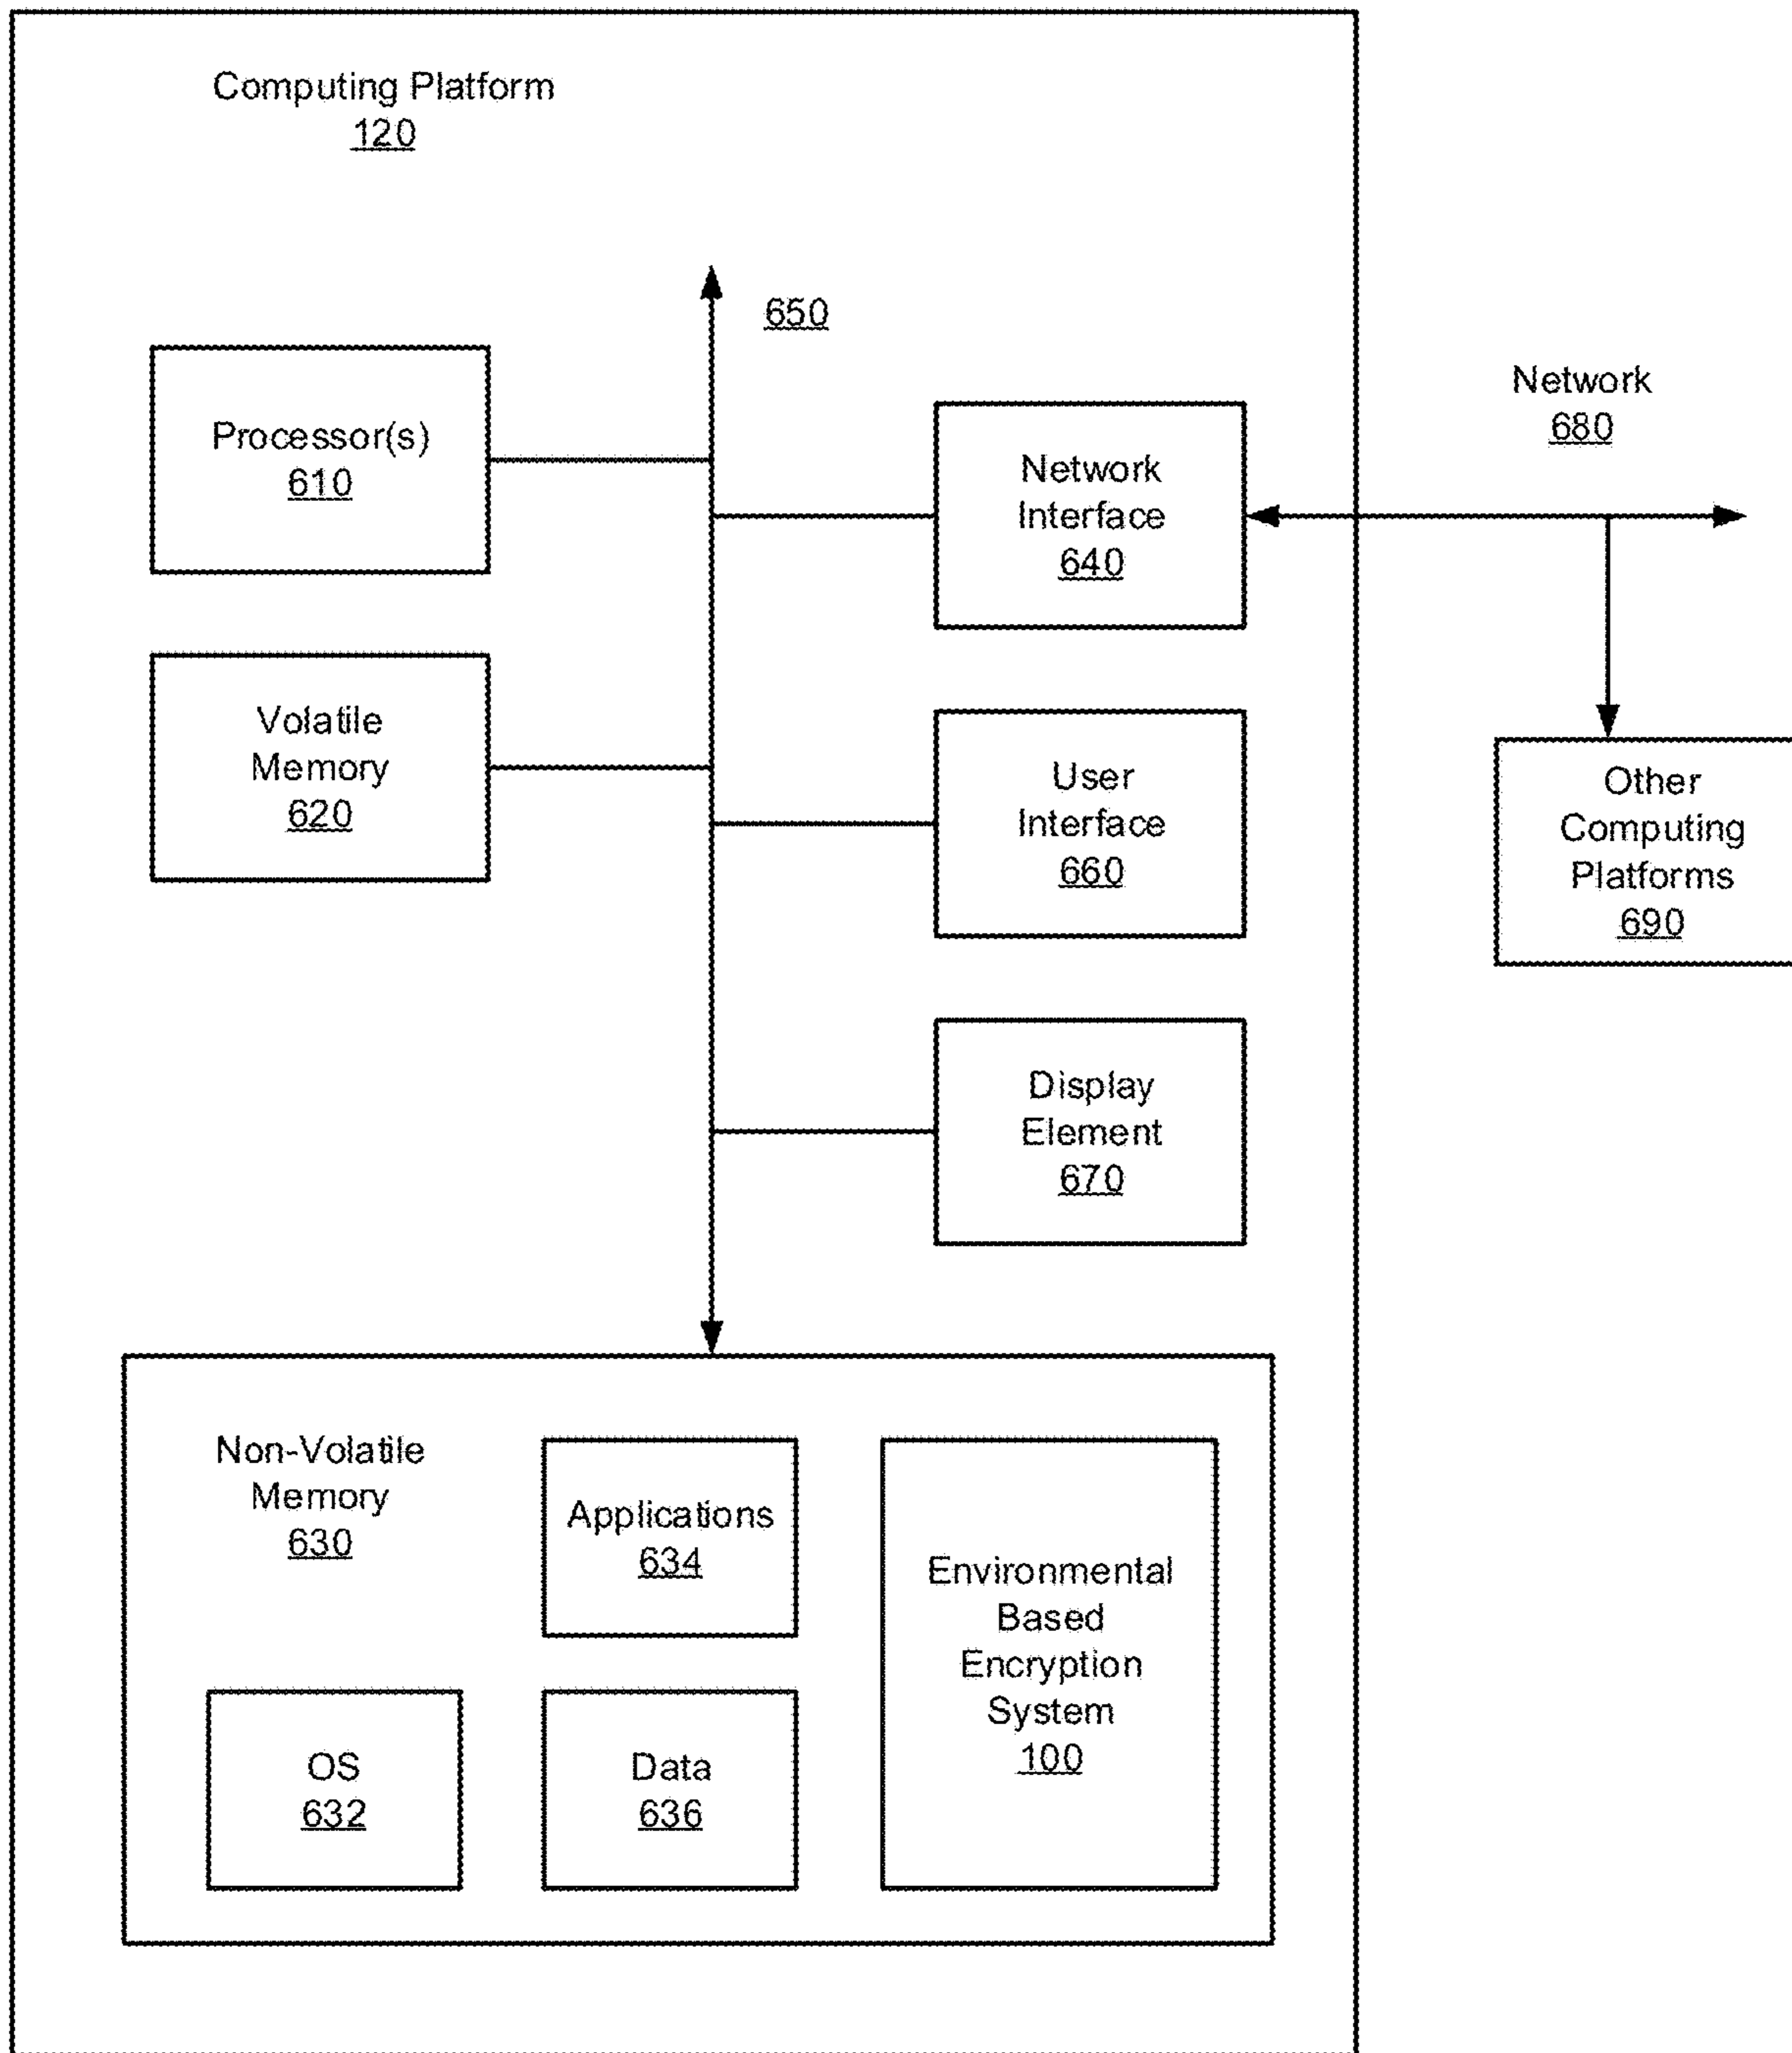 Computing Platform
120
650
Processor(s)
610
Network
Interface
640
Network
680
Volatile
Memory
620
User
Interface
660
Other
Computing
Platforms
690
Display
Element
670
Non-Volatile
Memory
630
Applications
634
Environmental
Based
Encryption
System
100
OS
632
Data
636